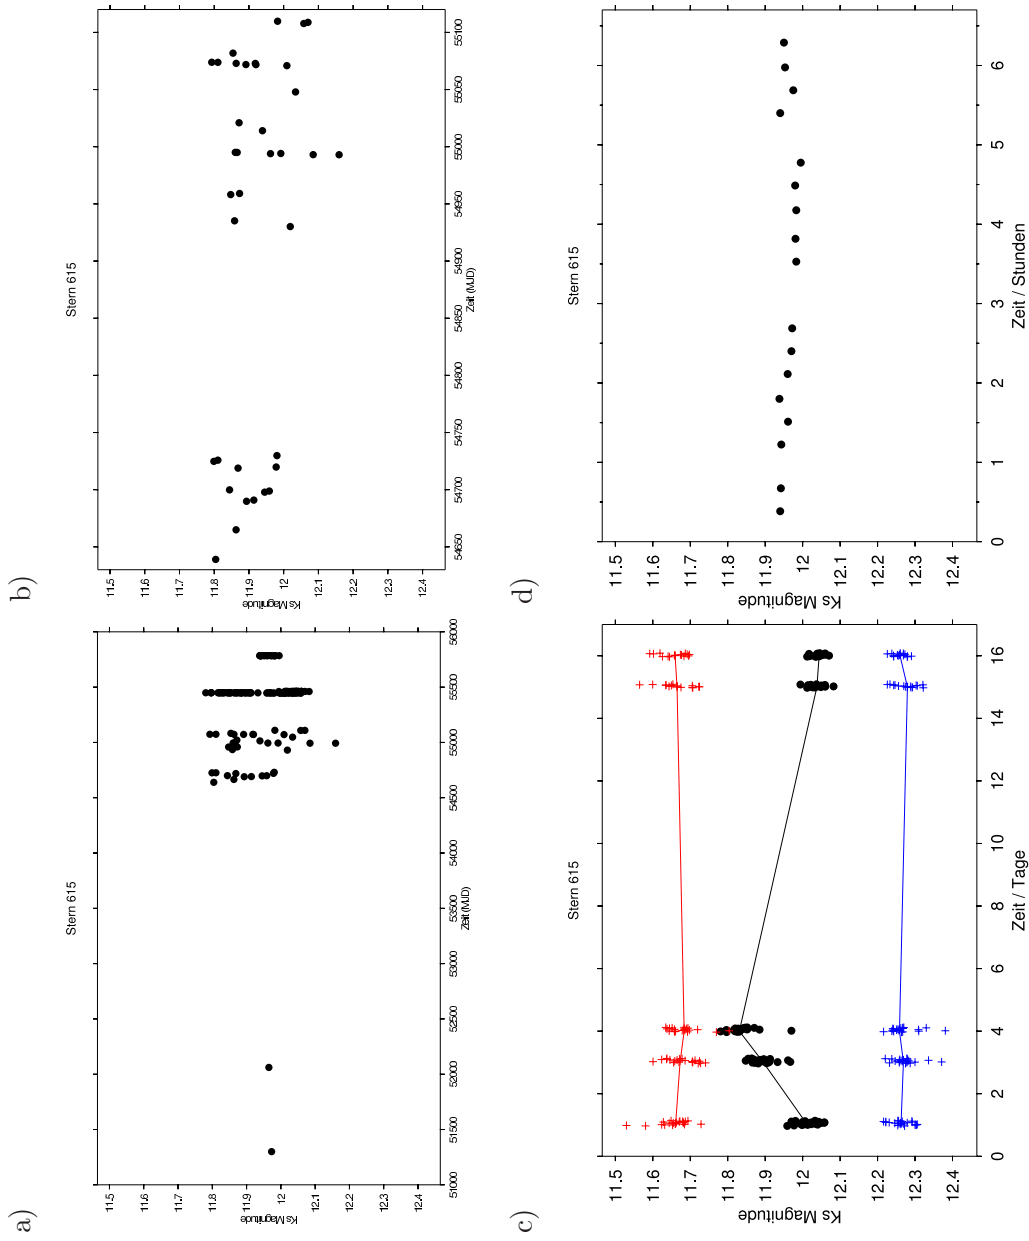 a)
Stern 615
11.5
11.6
11.7
11.8
11.9
12
12.1
12.2
12.3
12.4
Ks Magnitude
51000 51500 52000 52500 53000 53500 54000 54500 55000 55500 56000
Zeit (MJD)
b)
Stern 615
11.5
11.6
11.7
11.8
11.9
12
12.1
12.2
12.3
12.4
Ks Magnitude
54650 54700 54750 54800 54850 54900 54950 55000 55050 55100
Zeit (MJD)
c)
Stern 615
11.5
11.6
11.7
11.8
11.9
12
12.1
12.2
12.3
12.4
Ks Magnitude
0 2 4 6 8 10 12 14 16
Zeit / Tage
d)
Stern 615
11.5
11.6
11.7
11.8
11.9
12
12.1
12.2
12.3
12.4
Ks Magnitude
0 1 2 3 4 5 6
Zeit / Stunden